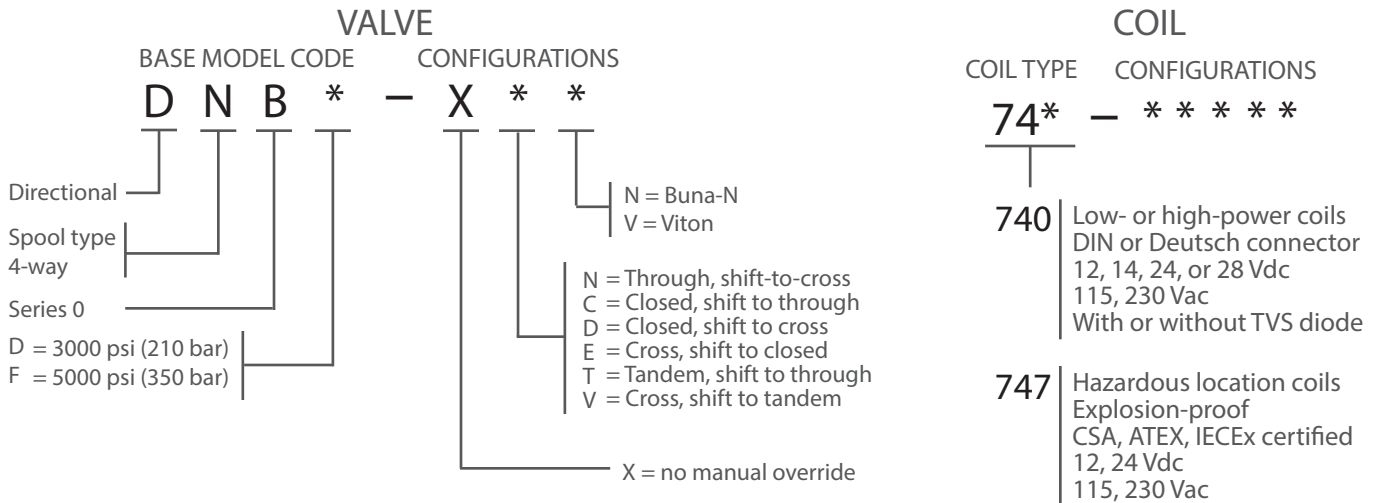 VALVE
BASE MODEL CODE CONFIGURATIONS
D N B * – X * *
Directional
Spool type
4-way
Series 0
D = 3000 psi (210 bar)
F = 5000 psi (350 bar)
N = Buna-N
V = Viton
N = Through, shift-to-cross
C = Closed, shift to through
D = Closed, shift to cross
E = Cross, shift to closed
T = Tandem, shift to through
V = Cross, shift to tandem
X = no manual override
COIL
COIL TYPE CONFIGURATIONS
74* – * * * * *
740 Low- or high-power coils
DIN or Deutsch connector
12, 14, 24, or 28 Vdc
115, 230 Vac
With or without TVS diode
747 Hazardous location coils
Explosion-proof
CSA, ATEX, IECEx certified
12, 24 Vdc
115, 230 Vac